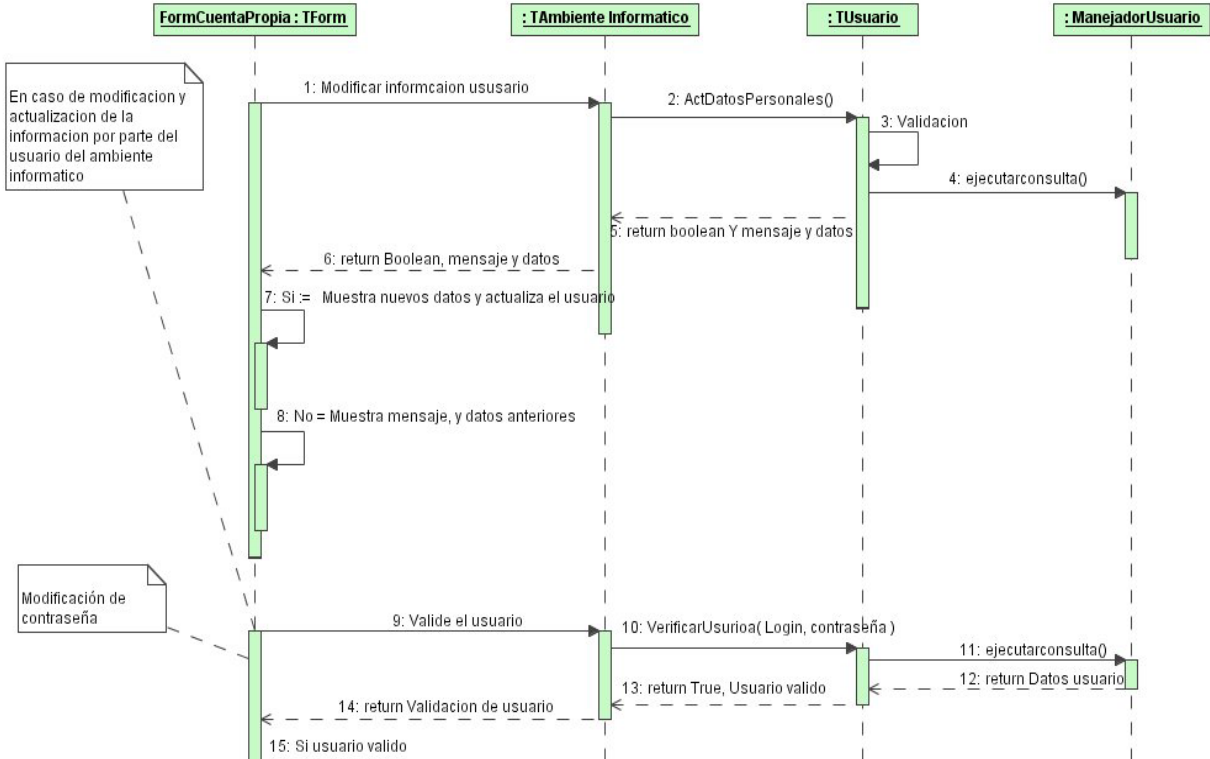 FormCuentaPropia : TForm
: TAmbiente Informatico
: TUsuario
: ManejadorUsuario
En caso de modificacion y
actualizacion de la
informacion por parte del
usuario del ambiente
informatico
1: Modificar informcaion ususario
2: ActDatosPersonales()
3: Validacion
4: ejecutarconsulta()
5: return boolean Y mensaje y datos
6: return Boolean, mensaje y datos
7: Si := Muestra nuevos datos y actualiza el usuario
8: No = Muestra mensaje, y datos anteriores
Modificación de
contraseña
9: Valide el usuario
10: VerificarUsurioa( Login, contraseña )
11: ejecutarconsulta()
12: return Datos usuario
13: return True, Usuario valido
14: return Validacion de usuario
15: Si usuario valido